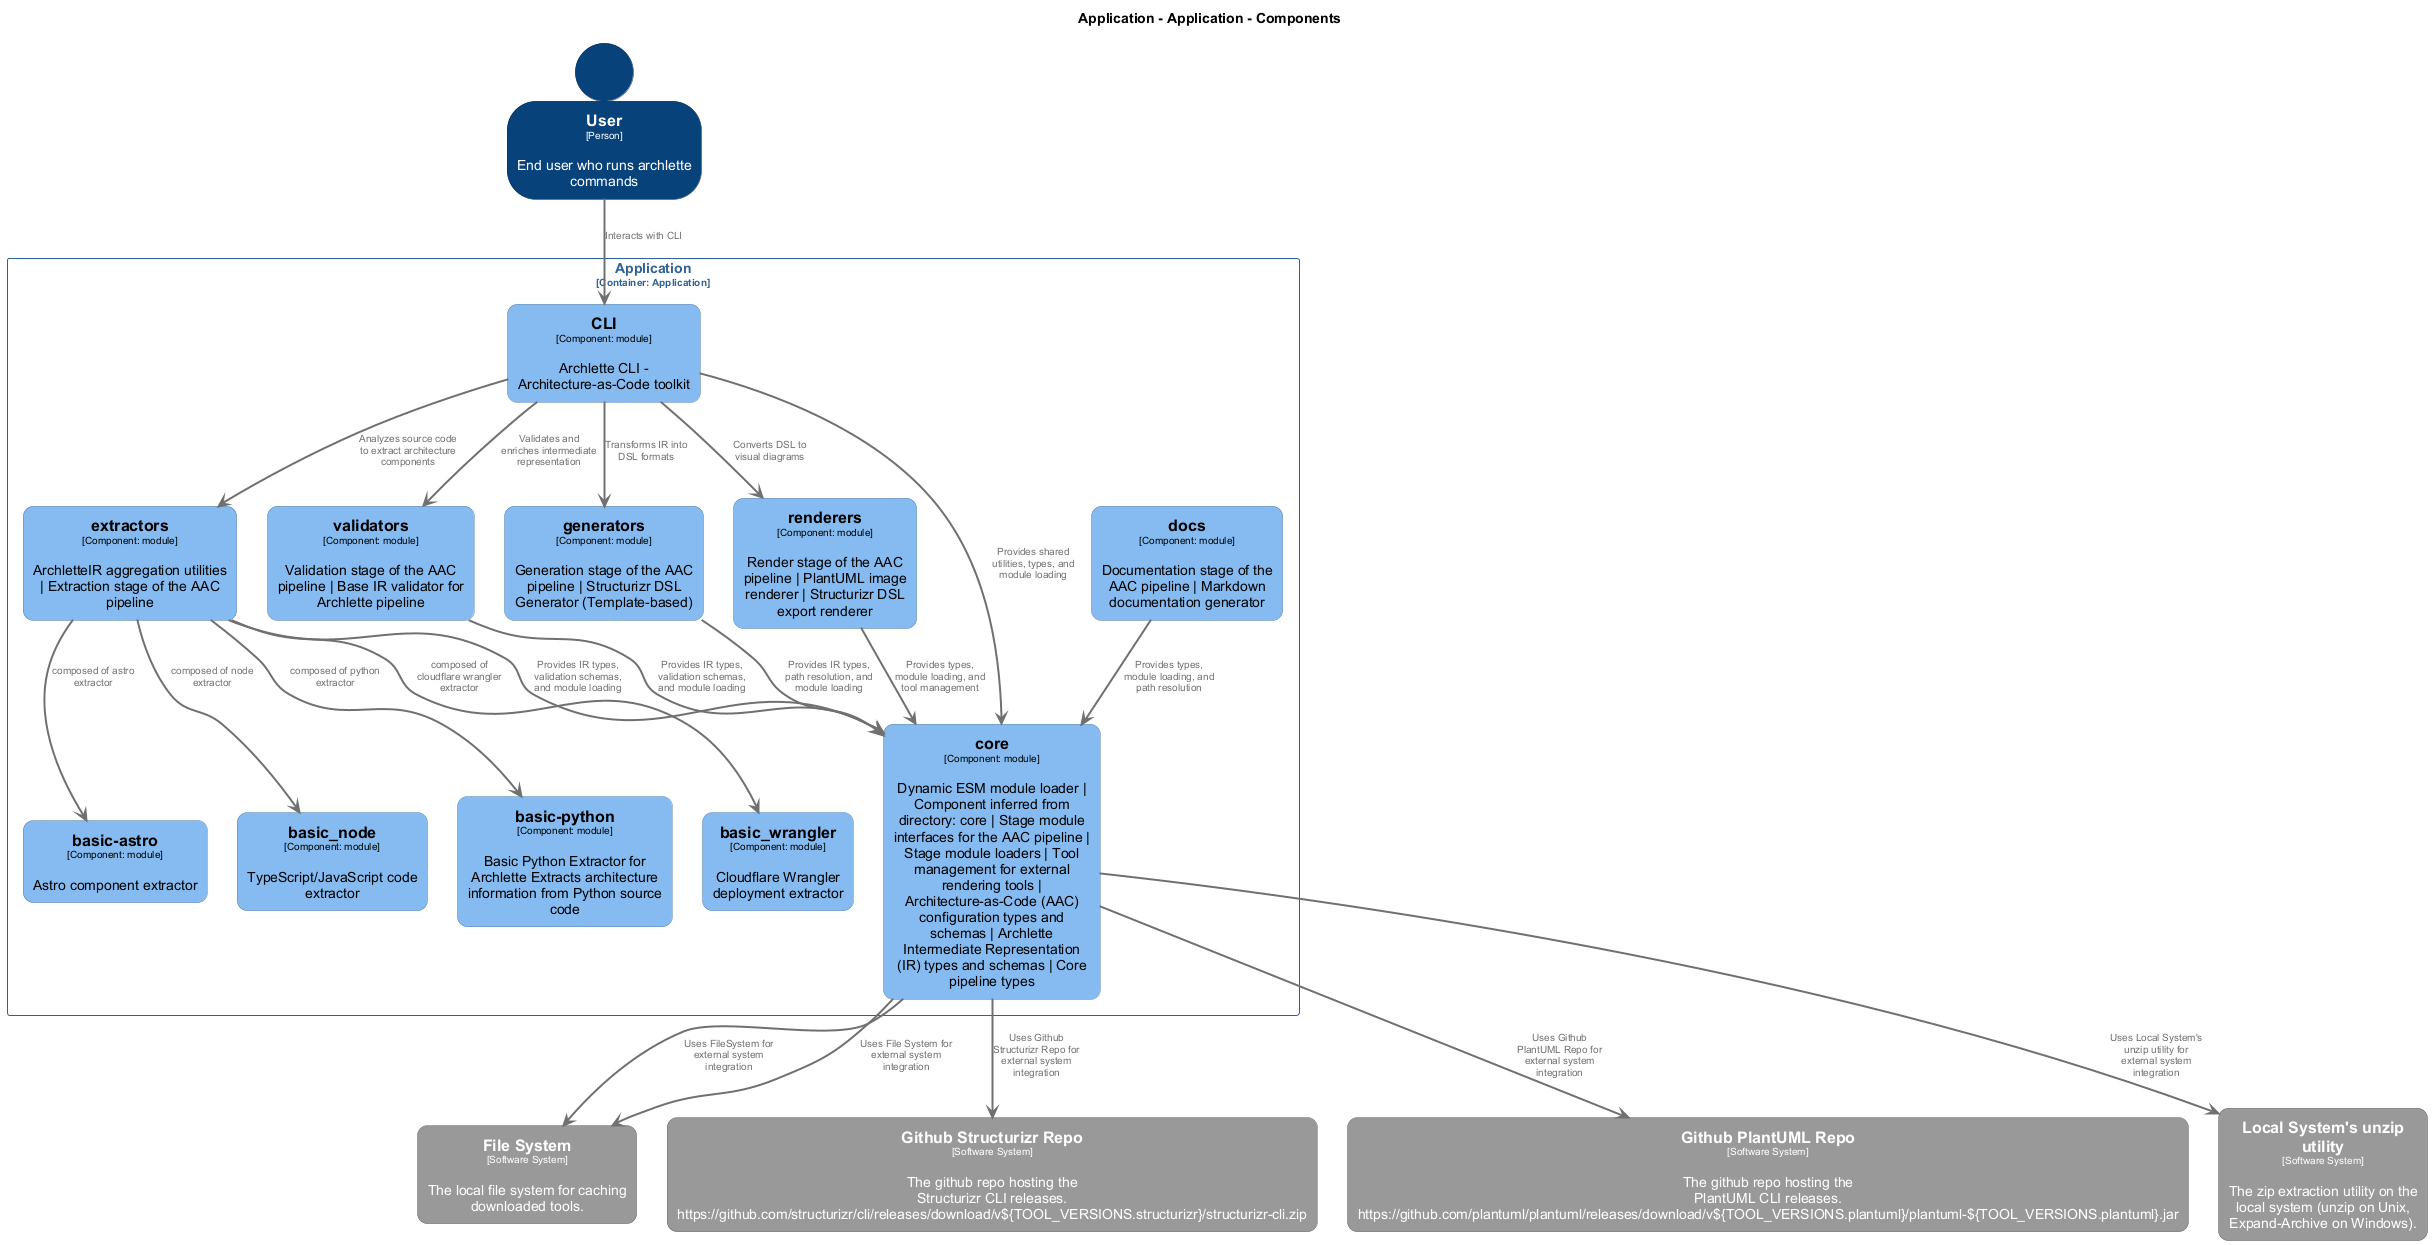 Application - Application - Components
User
[Person]
End user who runs archlette
commands
Interacts with CLI
Application
[Container: Application]
CLI
[Component: module]
Archlette CLI -
Architecture-as-Code toolkit
Analyzes source code
to extract architecture
components
Validates and
enriches intermediate
representation
Transforms IR into
DSL formats
Converts DSL to
visual diagrams
Provides shared
utilities, types, and
module loading
extractors
[Component: module]
ArchletteIR aggregation utilities
| Extraction stage of the AAC
pipeline
validators
[Component: module]
Validation stage of the AAC
pipeline | Base IR validator for
Archlette pipeline
generators
[Component: module]
Generation stage of the AAC
pipeline | Structurizr DSL
Generator (Template-based)
renderers
[Component: module]
Render stage of the AAC
pipeline | PlantUML image
renderer | Structurizr DSL
export renderer
docs
[Component: module]
Documentation stage of the
AAC pipeline | Markdown
documentation generator
composed of astro
extractor
composed of node
extractor
composed of python
extractor
composed of
cloudflare wrangler
extractor
Provides IR types,
validation schemas,
and module loading
Provides IR types,
validation schemas,
and module loading
Provides IR types,
path resolution, and
module loading
Provides types,
module loading, and
tool management
Provides types,
module loading, and
path resolution
basic-astro
[Component: module]
Astro component extractor
basic_node
[Component: module]
TypeScript/JavaScript code
extractor
basic-python
[Component: module]
Basic Python Extractor for
Archlette Extracts architecture
information from Python source
code
basic_wrangler
[Component: module]
Cloudflare Wrangler
deployment extractor
core
[Component: module]
Dynamic ESM module loader |
Component inferred from
directory: core | Stage module
interfaces for the AAC pipeline |
Stage module loaders | Tool
management for external
rendering tools |
Architecture-as-Code (AAC)
configuration types and
schemas | Archlette
Intermediate Representation
(IR) types and schemas | Core
pipeline types
Uses FileSystem for
external system
integration
Uses File System for
external system
integration
Uses Github
Structurizr Repo for
external system
integration
Uses Github
PlantUML Repo for
external system
integration
Uses Local System's
unzip utility for
external system
integration
File System
[Software System]
The local file system for caching
downloaded tools.
Github Structurizr Repo
[Software System]
The github repo hosting the
Structurizr CLI releases.
https://github.com/structurizr/cli/releases/download/v${TOOL_VERSIONS.structurizr}/structurizr-cli.zip
Github PlantUML Repo
[Software System]
The github repo hosting the
PlantUML CLI releases.
https://github.com/plantuml/plantuml/releases/download/v${TOOL_VERSIONS.plantuml}/plantuml-${TOOL_VERSIONS.plantuml}.jar
Local System's unzip
utility
[Software System]
The zip extraction utility on the
local system (unzip on Unix,
Expand-Archive on Windows).